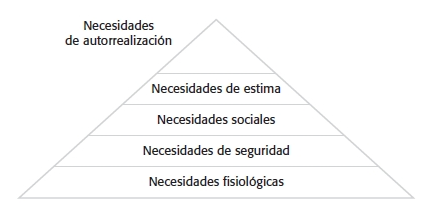 Necesidades
de autorrealización
Necesidades de estima
Necesidades sociales
Necesidades de seguridad
Necesidades fisiológicas